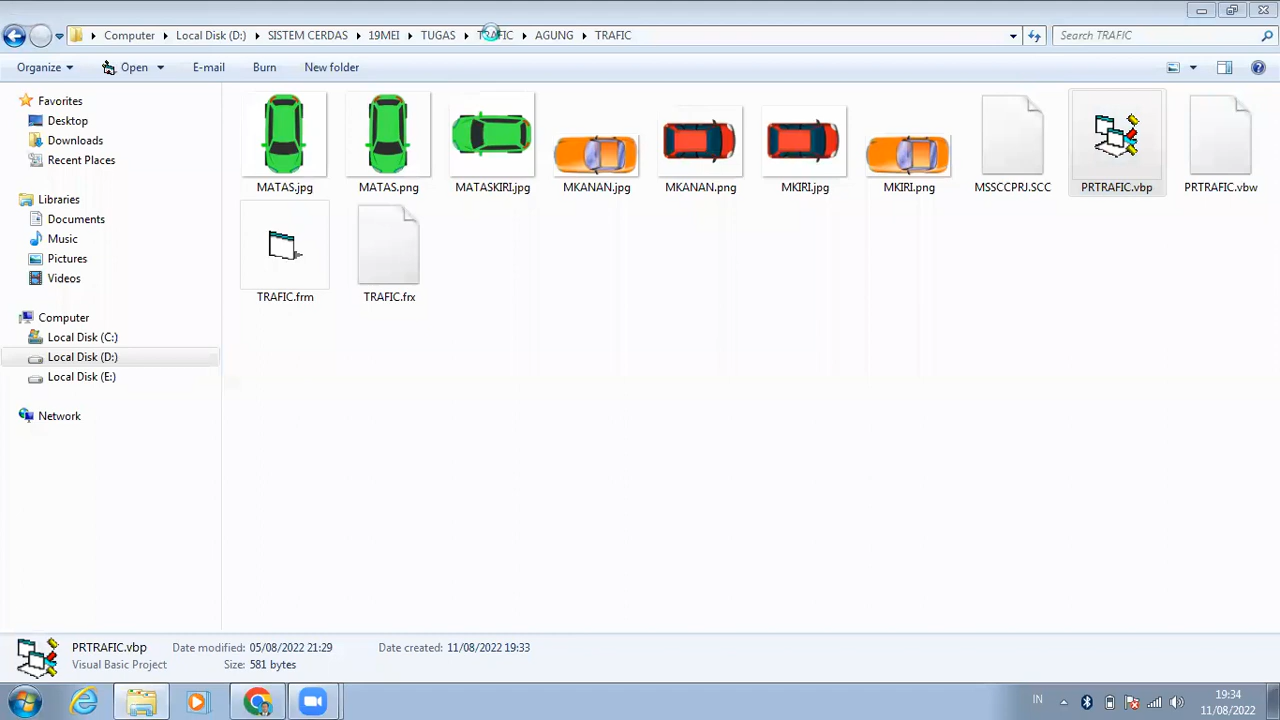 Computer Local Disk (D:) SISTEM CERDAS 19MEI TUGAS TRAFIC AGUNG TRAFIC Search TRAFIC
Organize Open E-mail Burn New folder
Favorites
Desktop
Downloads
Recent Places
Libraries
Documents
Music
Pictures
Videos
Computer
Local Disk (C:)
Local Disk (D:)
Local Disk (E:)
Network
MATAS.jpg MATAS.png MATASKIRI.jpg MKANAN.jpg MKANAN.png MKIRI.jpg MKIRI.png MSSCCPRJ.SCC PRTRAFIC.vbp PRTRAFIC.vbw
TRAFIC.frm TRAFIC.frx
PRTRAFIC.vbp Date modified: 05/08/2022 21:29 Date created: 11/08/2022 19:33
Visual Basic Project Size: 581 bytes
IN 19:34
11/08/2022